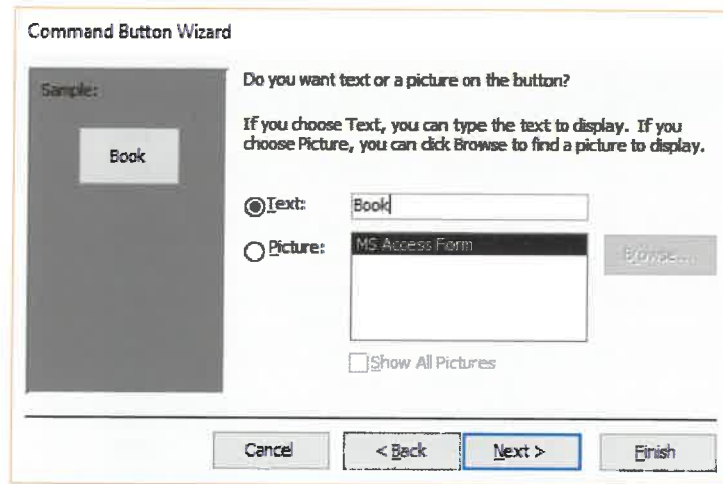 Command Button Wizard
Sample:
Book
Do you want text or a picture on the button?
If you choose Text, you can type the text to display. If you
choose Picture, you can click Browse to find a picture to display.
Text: Book
Picture: MS Access Form
Browse...
Show All Pictures
Cancel < Back Next > Finish